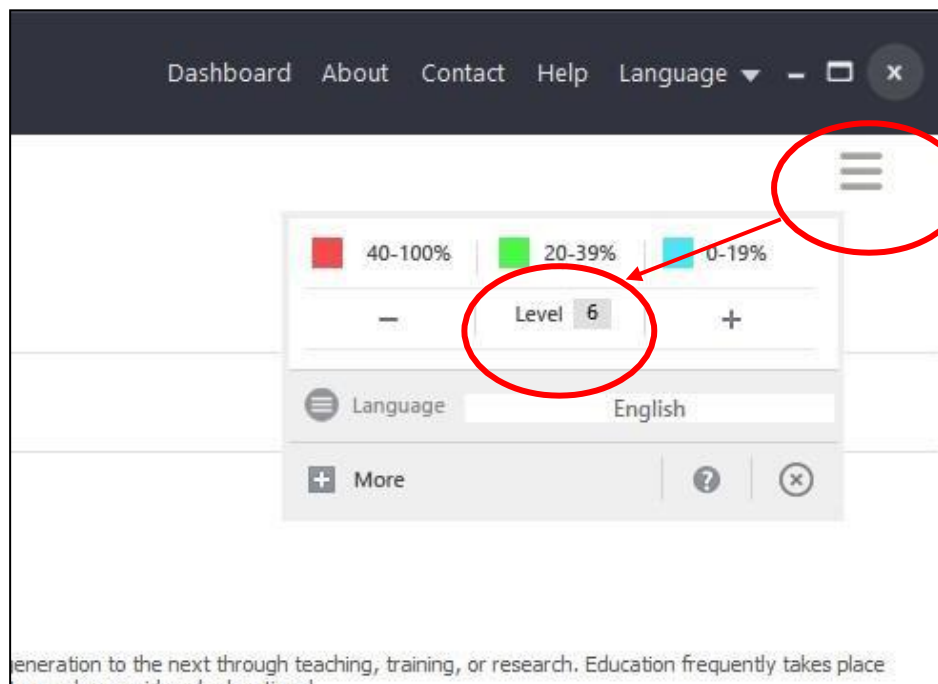 Dashboard About Contact Help Language
40-100% 20-39% 0-19%
Level 6
Language English
More
eneration to the next through teaching, training, or research. Education frequently takes place